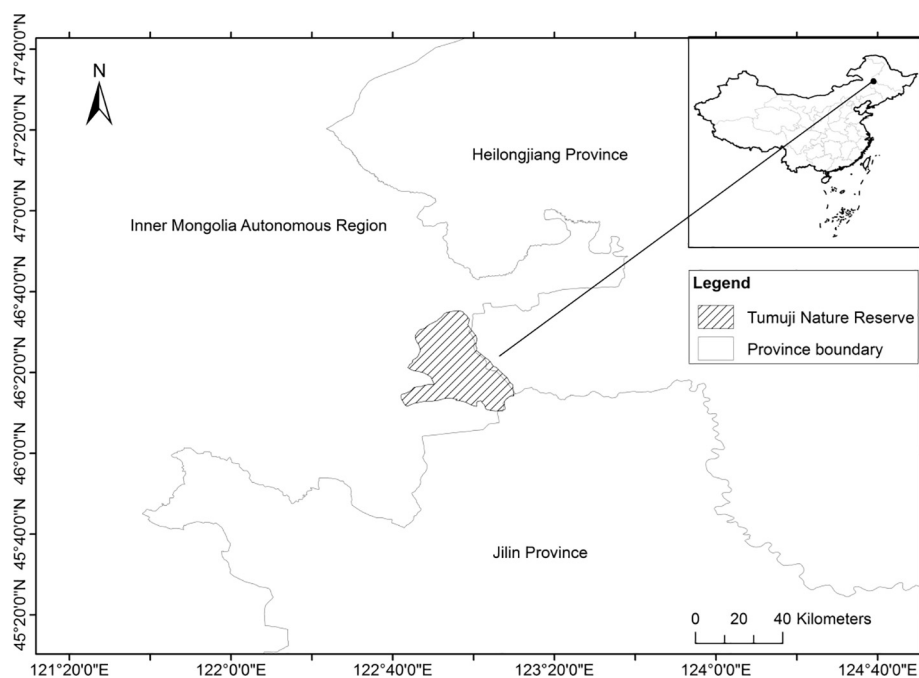 N
Heilongjiang Province
Inner Mongolia Autonomous Region
Jilin Province
Legend
Tumuji Nature Reserve
Province boundary
0 20 40 Kilometers
47°40'0"N
47°20'0"N
47°0'0"N
46°40'0"N
46°20'0"N
46°0'0"N
45°40'0"N
45°20'0"N
121°20'0"E
122°0'0"E
122°40'0"E
123°20'0"E
124°0'0"E
124°40'0"E